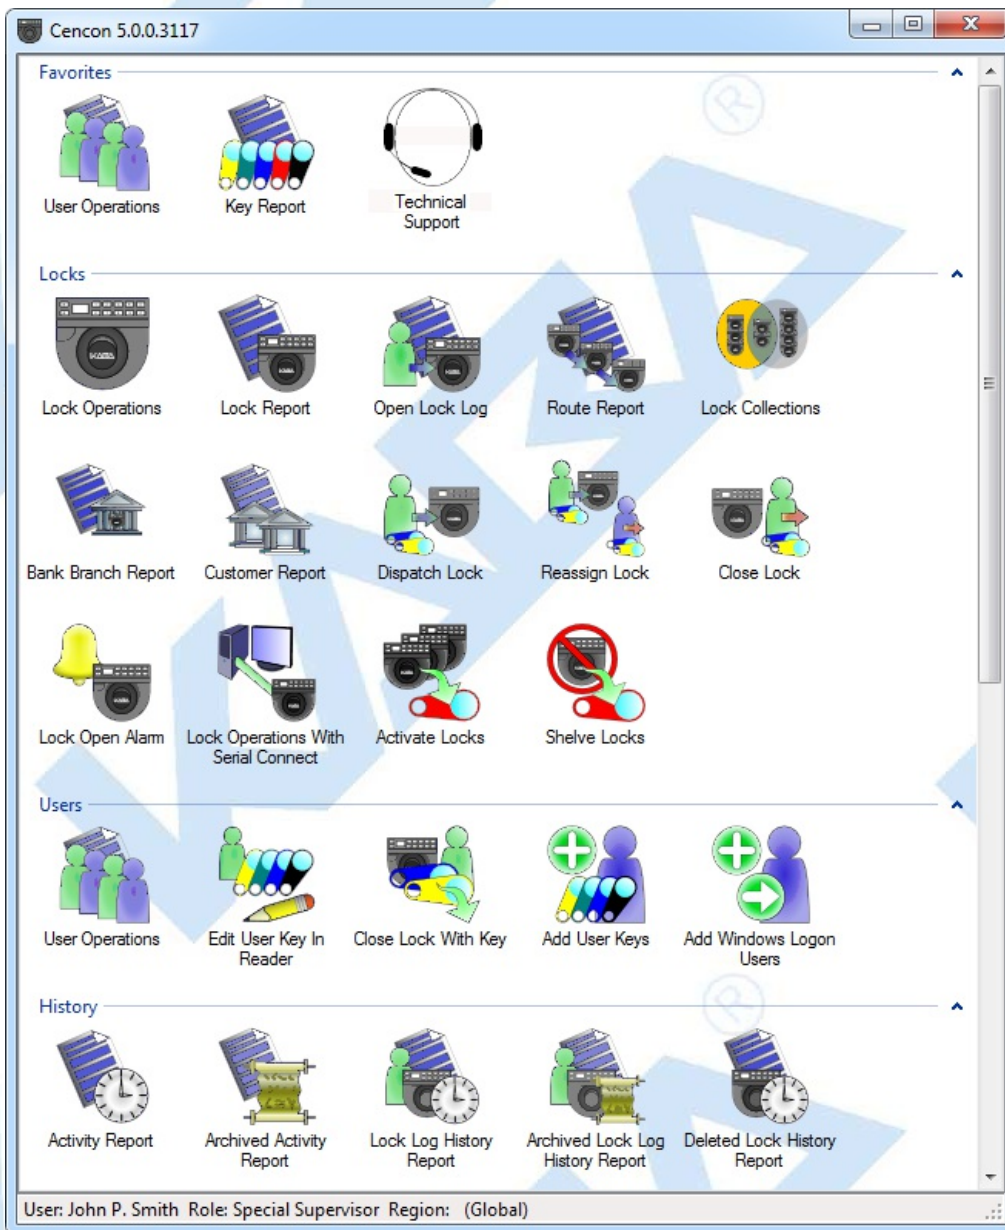 Cencon 5.0.0.3117
Favorites
User Operations
Key Report
Technical
Support
Locks
Lock Operations
Lock Report
Open Lock Log
Route Report
Lock Collections
Bank Branch Report
Customer Report
Dispatch Lock
Reassign Lock
Close Lock
Lock Open Alarm
Lock Operations With
Serial Connect
Activate Locks
Shelve Locks
Users
User Operations
Edit User Key In
Reader
Close Lock With Key
Add User Keys
Add Windows Logon
Users
History
Activity Report
Archived Activity
Report
Lock Log History
Report
Archived Lock Log
History Report
Deleted Lock History
Report
User: John P. Smith Role: Special Supervisor Region: (Global)
KABA
®
®